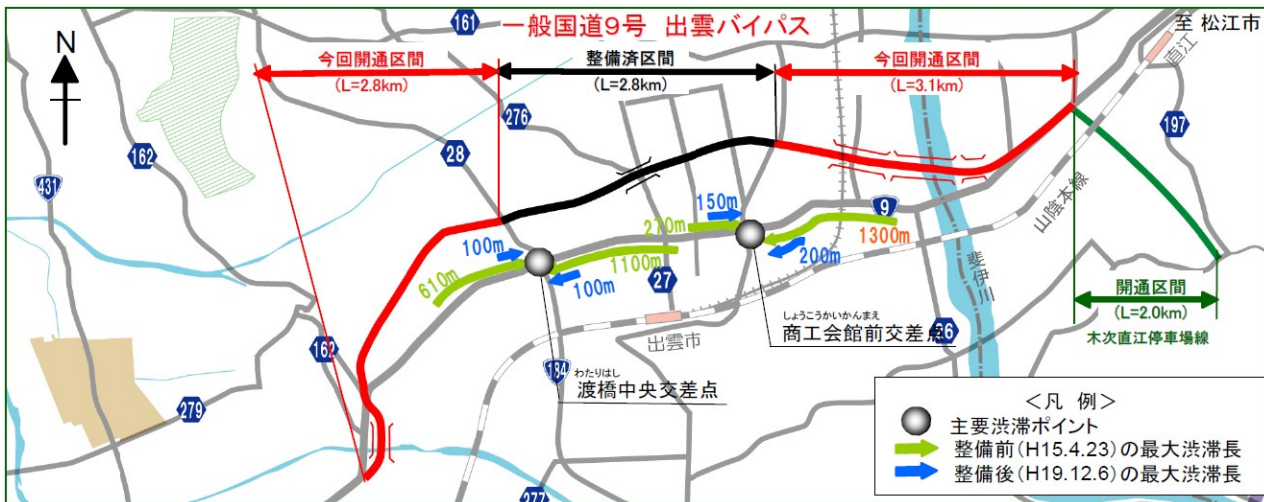 一般国道9号 出雲バイパス
至 松江市
直江
N
今回開通区間
(L=2.8km)
整備済区間
(L=2.8km)
今回開通区間
(L=3.1km)
161
276
28
162
431
197
9
150m
270m
1300m
200m
100m
610m
1100m
100m
27
山陰本線
斐伊川
開通区間
(L=2.0km)
木次直江停車場線
しょうこうかいかんまえ
商工会館前交差点
出雲市
162
184
わたりはし
渡橋中央交差点
279
277
＜凡 例＞
主要渋滞ポイント
整備前(H15.4.23)の最大渋滞長
整備後(H19.12.6)の最大渋滞長